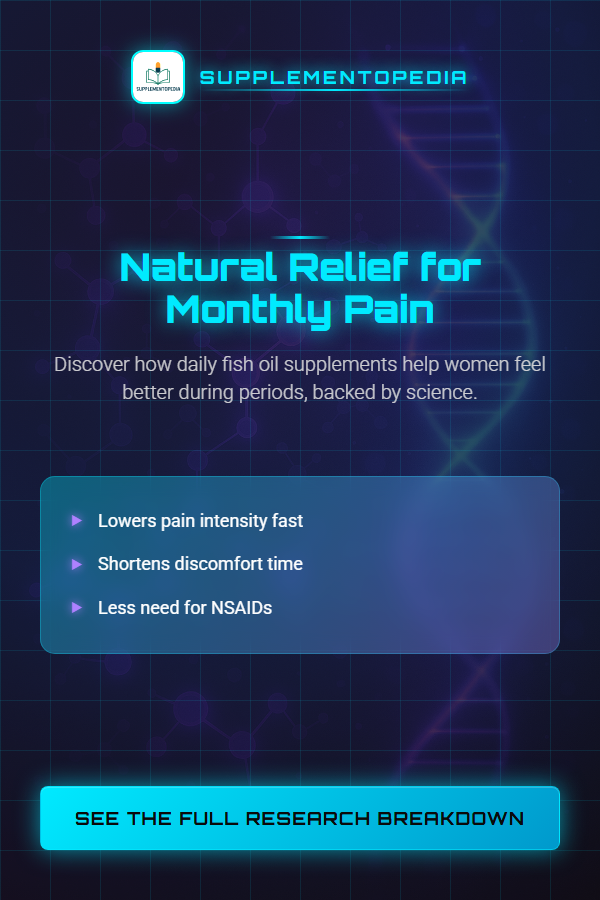 SUPPLEMENTOPEDIA
SUPPLEMENTOPEDIA
Natural Relief for
Monthly Pain
Discover how daily fish oil supplements help women feel
better during periods, backed by science.
Lowers pain intensity fast
Shortens discomfort time
Less need for NSAIDs
SEE THE FULL RESEARCH BREAKDOWN